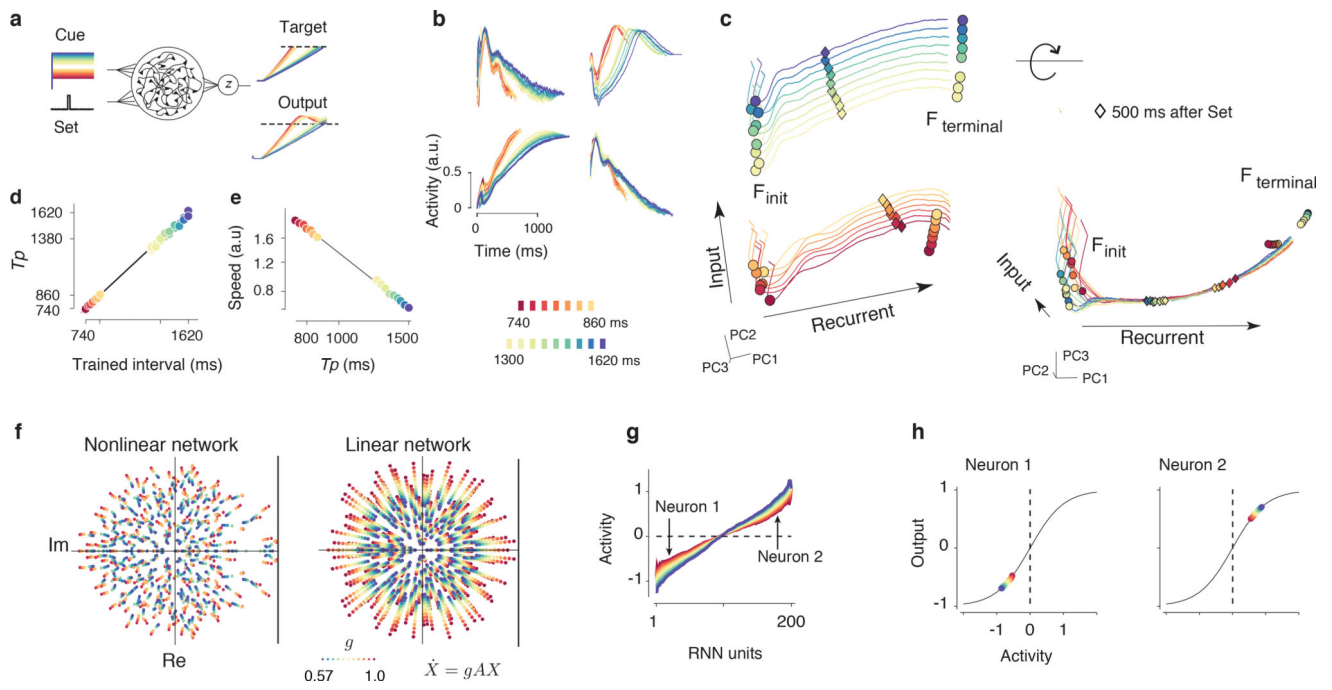 a
Cue
Set
z
Target
Output
b
Activity (a.u.)
0.5
0
0
1000
Time (ms)
c
F init
F terminal
500 ms after Set
Input
Recurrent
PC2
PC3
PC1
F init
F terminal
Input
Recurrent
PC3
PC2
PC1
d
Tp
1620
1380
860
740
740
1620
Trained interval (ms)
e
Speed (a.u)
1.6
1.2
0.8
800 1000 1500
Tp (ms)
740 860 ms
1300 1620 ms
f
Nonlinear network
Im
Re
Linear network
g
0.57 1.0
Ẋ = gAX
g
Activity
1
0
-1
Neuron 1
Neuron 2
1 200
RNN units
h
Neuron 1
Neuron 2
Output
1
0
-1
-1 0 1
Activity